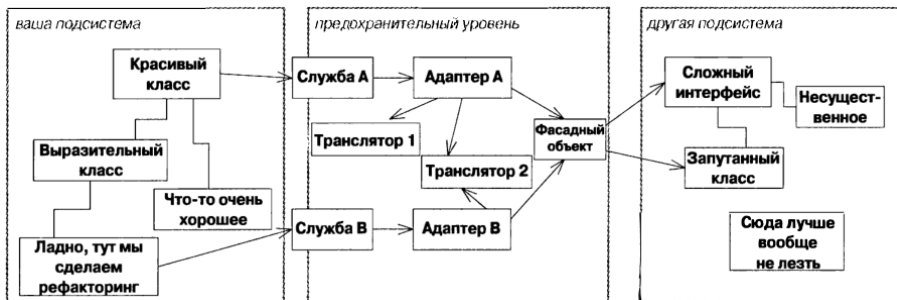 ваша подсистема
предохранительный уровень
другая подсистема
Красивый
класс
Служба А
Адаптер А
Сложный
интерфейс
Несущест-
венное
Транслятор 1
Фасадный
объект
Выразительный
класс
Транслятор 2
Запутанный
класс
Что-то очень
хорошее
Служба В
Адаптер В
Ладно, тут мы
сделаем
рефакторинг
Сюда лучше
вообще
не лезть